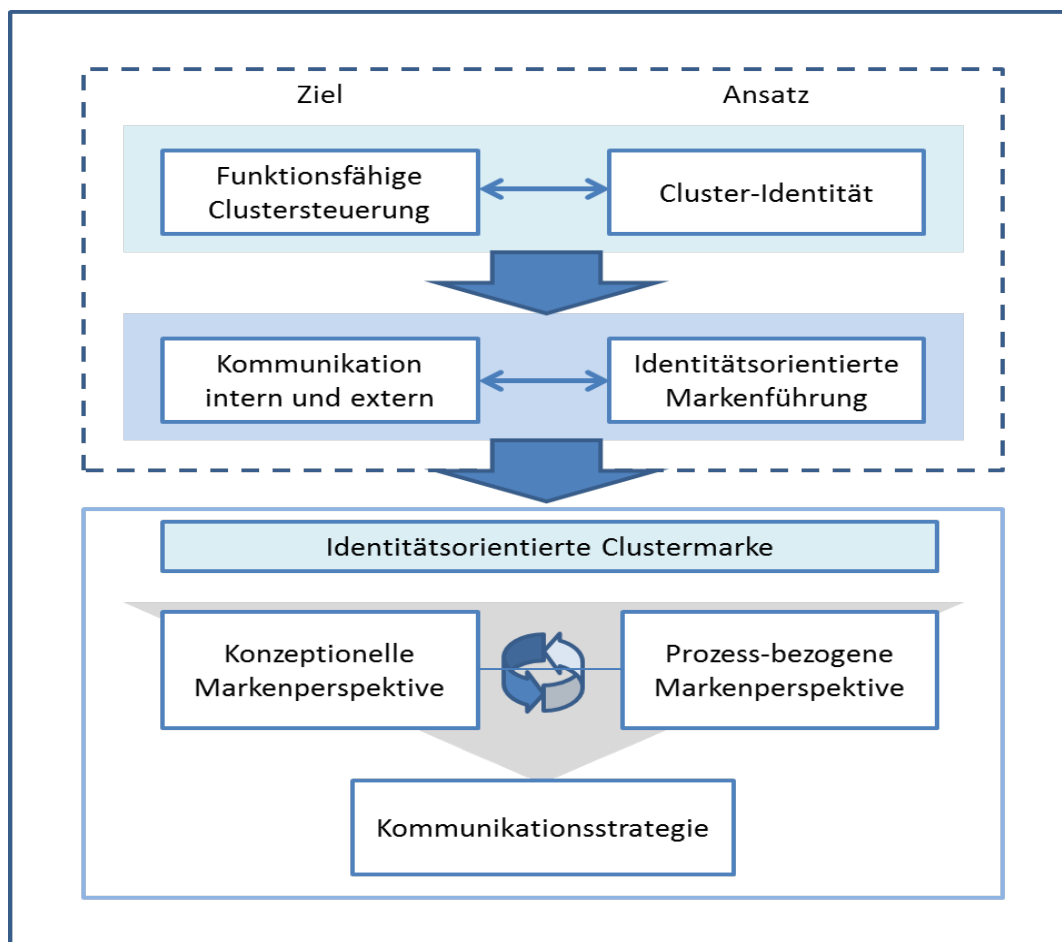 Ziel
Ansatz
Funktionsfähige
Clustersteuerung
Cluster-Identität
Kommunikation
intern und extern
Identitätsorientierte
Markenführung
Identitätsorientierte Clustermarke
Konzeptionelle
Markenperspektive
Prozess-bezogene
Markenperspektive
Kommunikationsstrategie